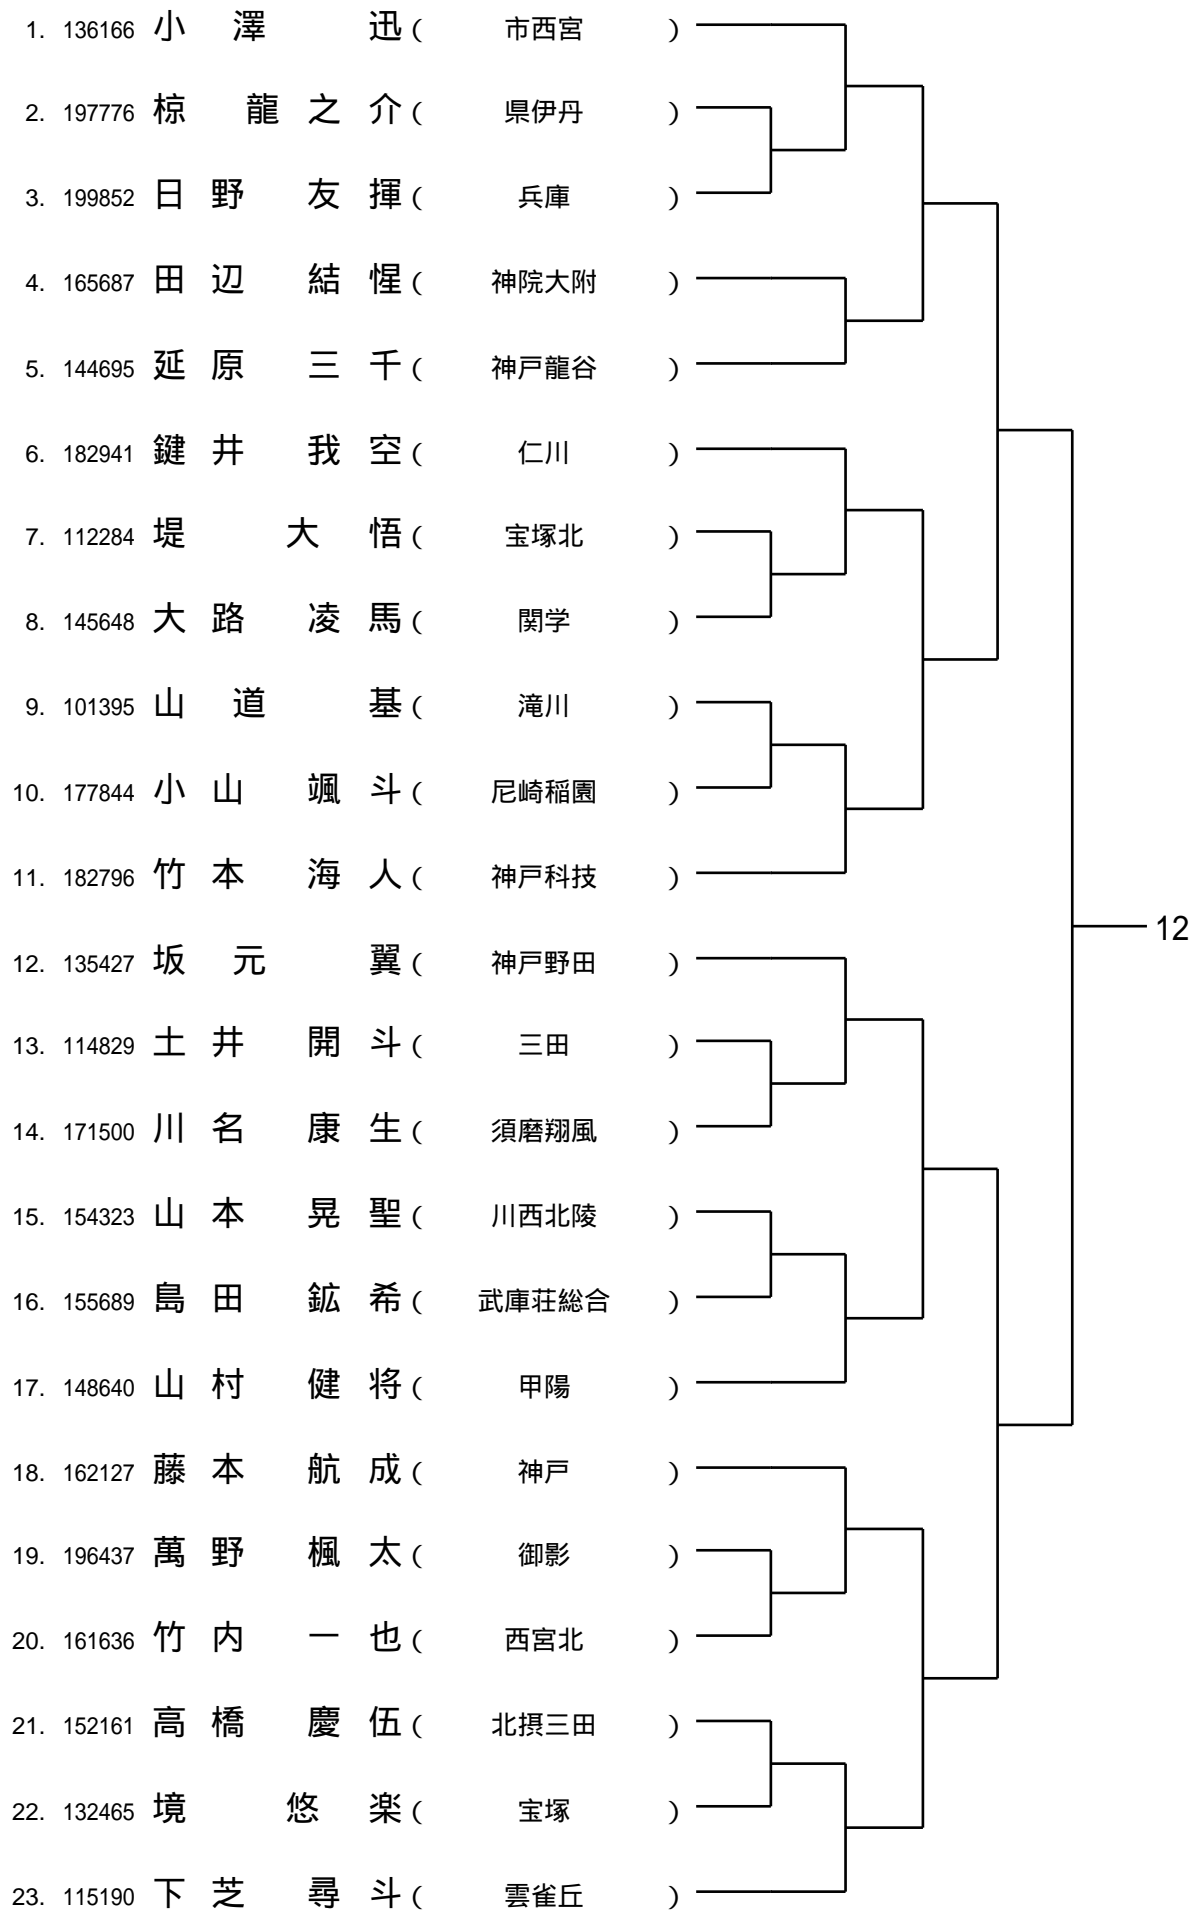 1. 136166 小澤 迅 ( 市西宮 )
2. 197776 椋 龍之介 ( 県伊丹 )
3. 199852 日野 友揮 ( 兵庫 )
4. 165687 田辺 結惺 ( 神院大附 )
5. 144695 延原 三千 ( 神戸龍谷 )
6. 182941 鍵井 我空 ( 仁川 )
7. 112284 堤 大悟 ( 宝塚北 )
8. 145648 大路 凌馬 ( 関学 )
9. 101395 山道 基 ( 滝川 )
10. 177844 小山 颯斗 ( 尼崎稲園 )
11. 182796 竹本 海人 ( 神戸科技 )
12
12. 135427 坂元 翼 ( 神戸野田 )
13. 114829 土井 開斗 ( 三田 )
14. 171500 川名 康生 ( 須磨翔風 )
15. 154323 山本 晃聖 ( 川西北陵 )
16. 155689 島田 鉱希 ( 武庫荘総合 )
17. 148640 山村 健将 ( 甲陽 )
18. 162127 藤本 航成 ( 神戸 )
19. 196437 萬野 楓太 ( 御影 )
20. 161636 竹内 一也 ( 西宮北 )
21. 152161 高橋 慶伍 ( 北摂三田 )
22. 132465 境 悠楽 ( 宝塚 )
23. 115190 下芝 尋斗 ( 雲雀丘 )